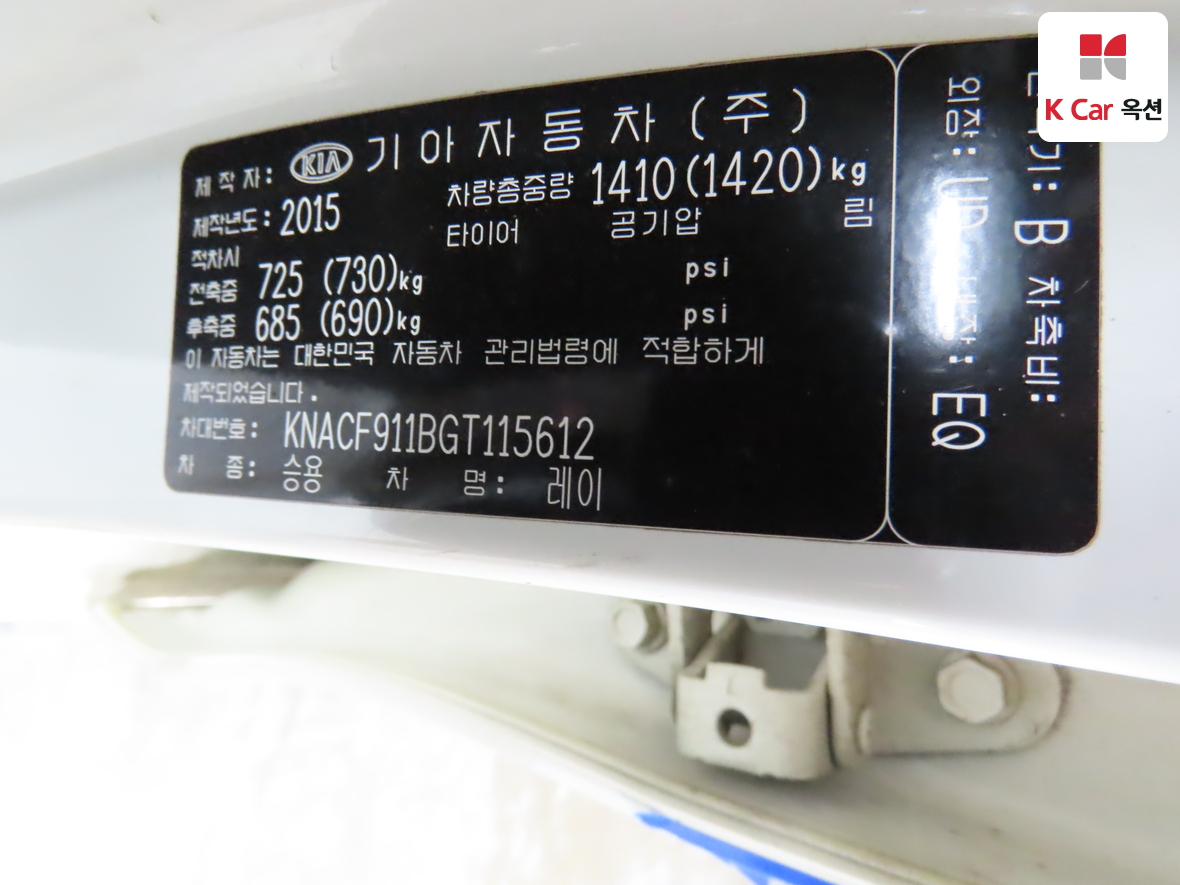 제작자: KIA 기아자동차(주)
제작년도: 2015 차량총중량 1410(1420)kg
타이어 공기압 림
적차시
전축중 725 (730)kg psi
후축중 685 (690)kg psi
이 자동차는 대한민국 자동차 관리법령에 적합하게
제작되었습니다.
차대번호: KNACF911BGT115612
차 종: 승용 차 명: 레이
변속기: B 차축비:
외장: UD 내장: EQ
K Car 옥션